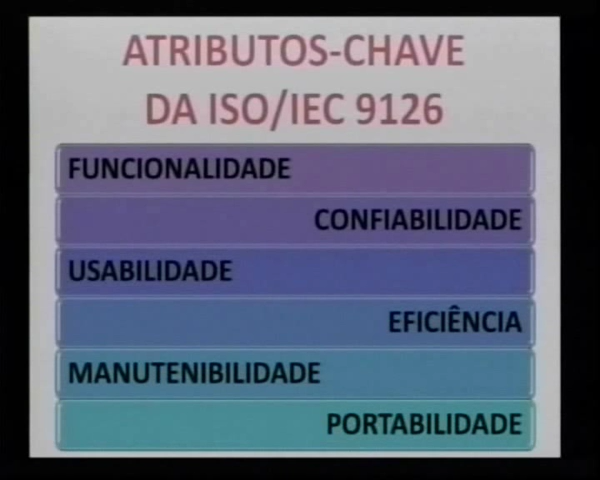 ATRIBUTOS-CHAVE
DA ISO/IEC 9126
FUNCIONALIDADE
CONFIABILIDADE
USABILIDADE
EFICIÊNCIA
MANUTENIBILIDADE
PORTABILIDADE